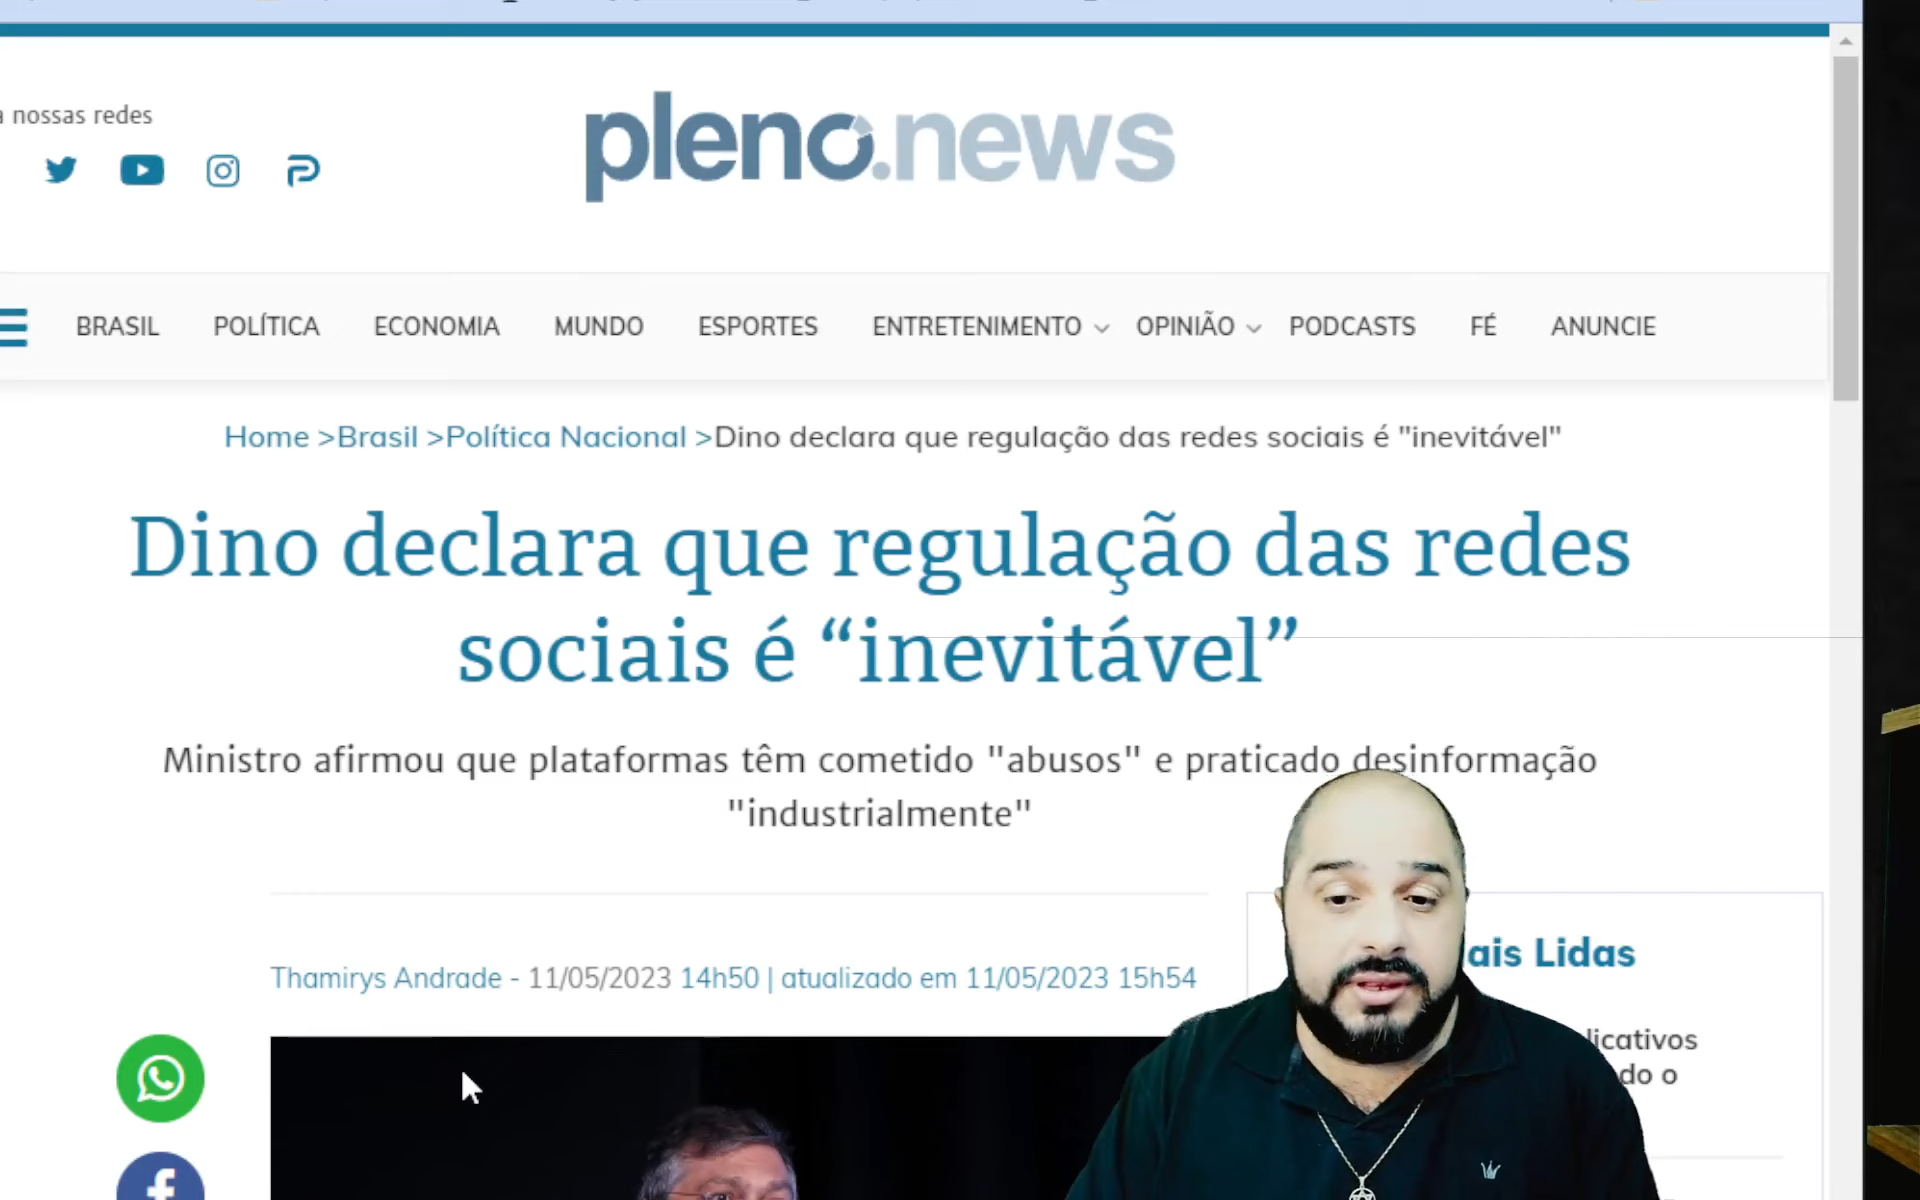 a nossas redes
pleno.news
BRASIL POLÍTICA ECONOMIA MUNDO ESPORTES ENTRETENIMENTO OPINIÃO PODCASTS FÉ ANUNCIE
Home >Brasil >Política Nacional >Dino declara que regulação das redes sociais é "inevitável"
Dino declara que regulação das redes
sociais é “inevitável”
Ministro afirmou que plataformas têm cometido "abusos" e praticado desinformação
"industrialmente"
Thamirys Andrade - 11/05/2023 14h50 | atualizado em 11/05/2023 15h54
ais Lidas
licativos
do o